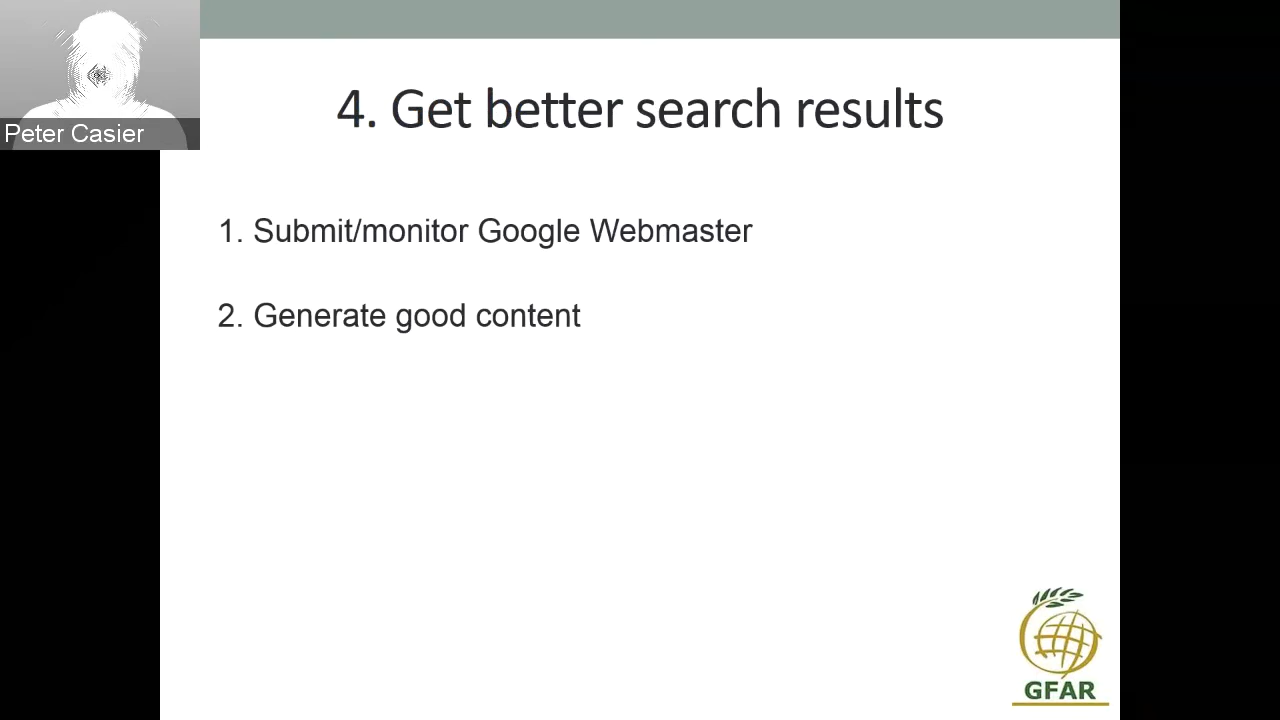 Peter Casier
4. Get better search results
1. Submit/monitor Google Webmaster
2. Generate good content
GFAR